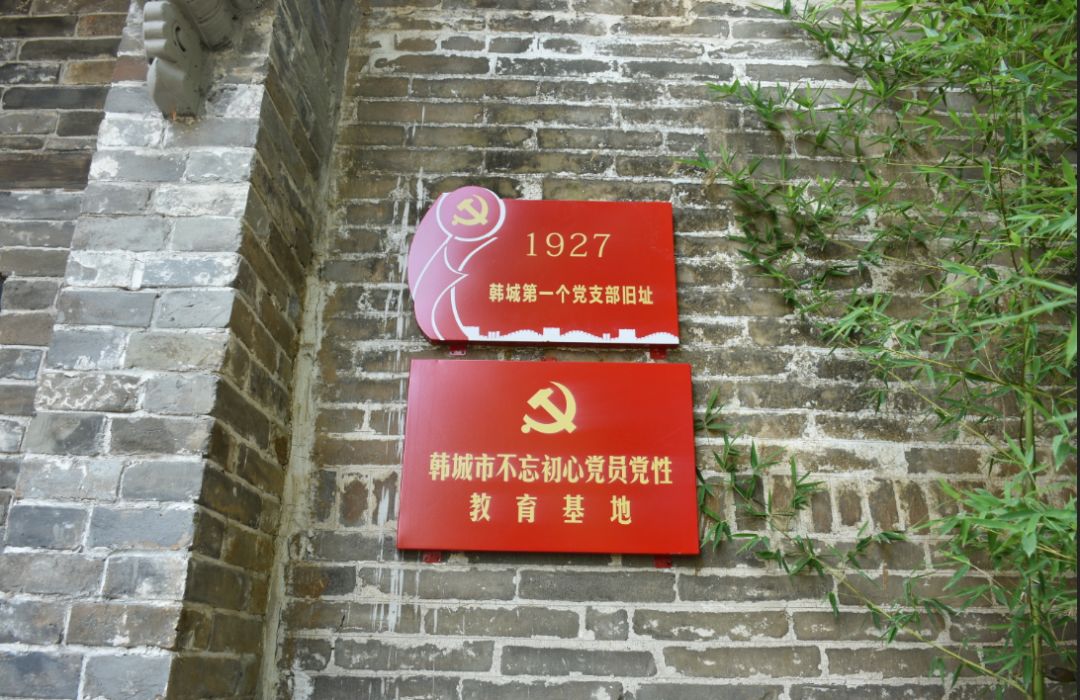 1927
韩城第一个党支部旧址
韩城市不忘初心党员党性
教育基地